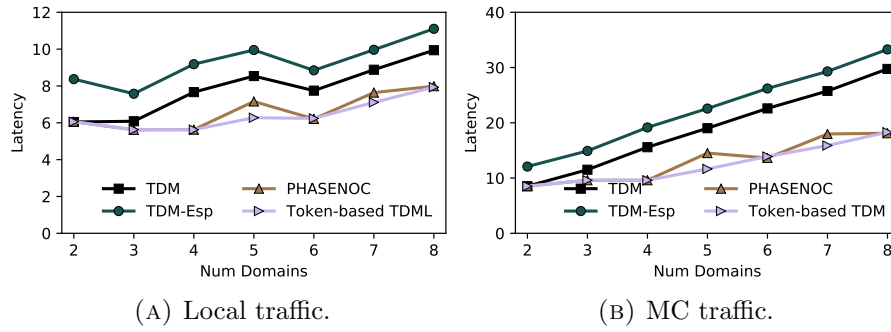 12
10
8
6
4
2
0
Latency
TDM
TDM-Esp
PHASENOC
Token-based TDML
2 3 4 5 6 7 8
Num Domains
(A) Local traffic.
40
30
20
10
0
Latency
TDM
TDM-Esp
PHASENOC
Token-based TDM
2 3 4 5 6 7 8
Num Domains
(B) MC traffic.